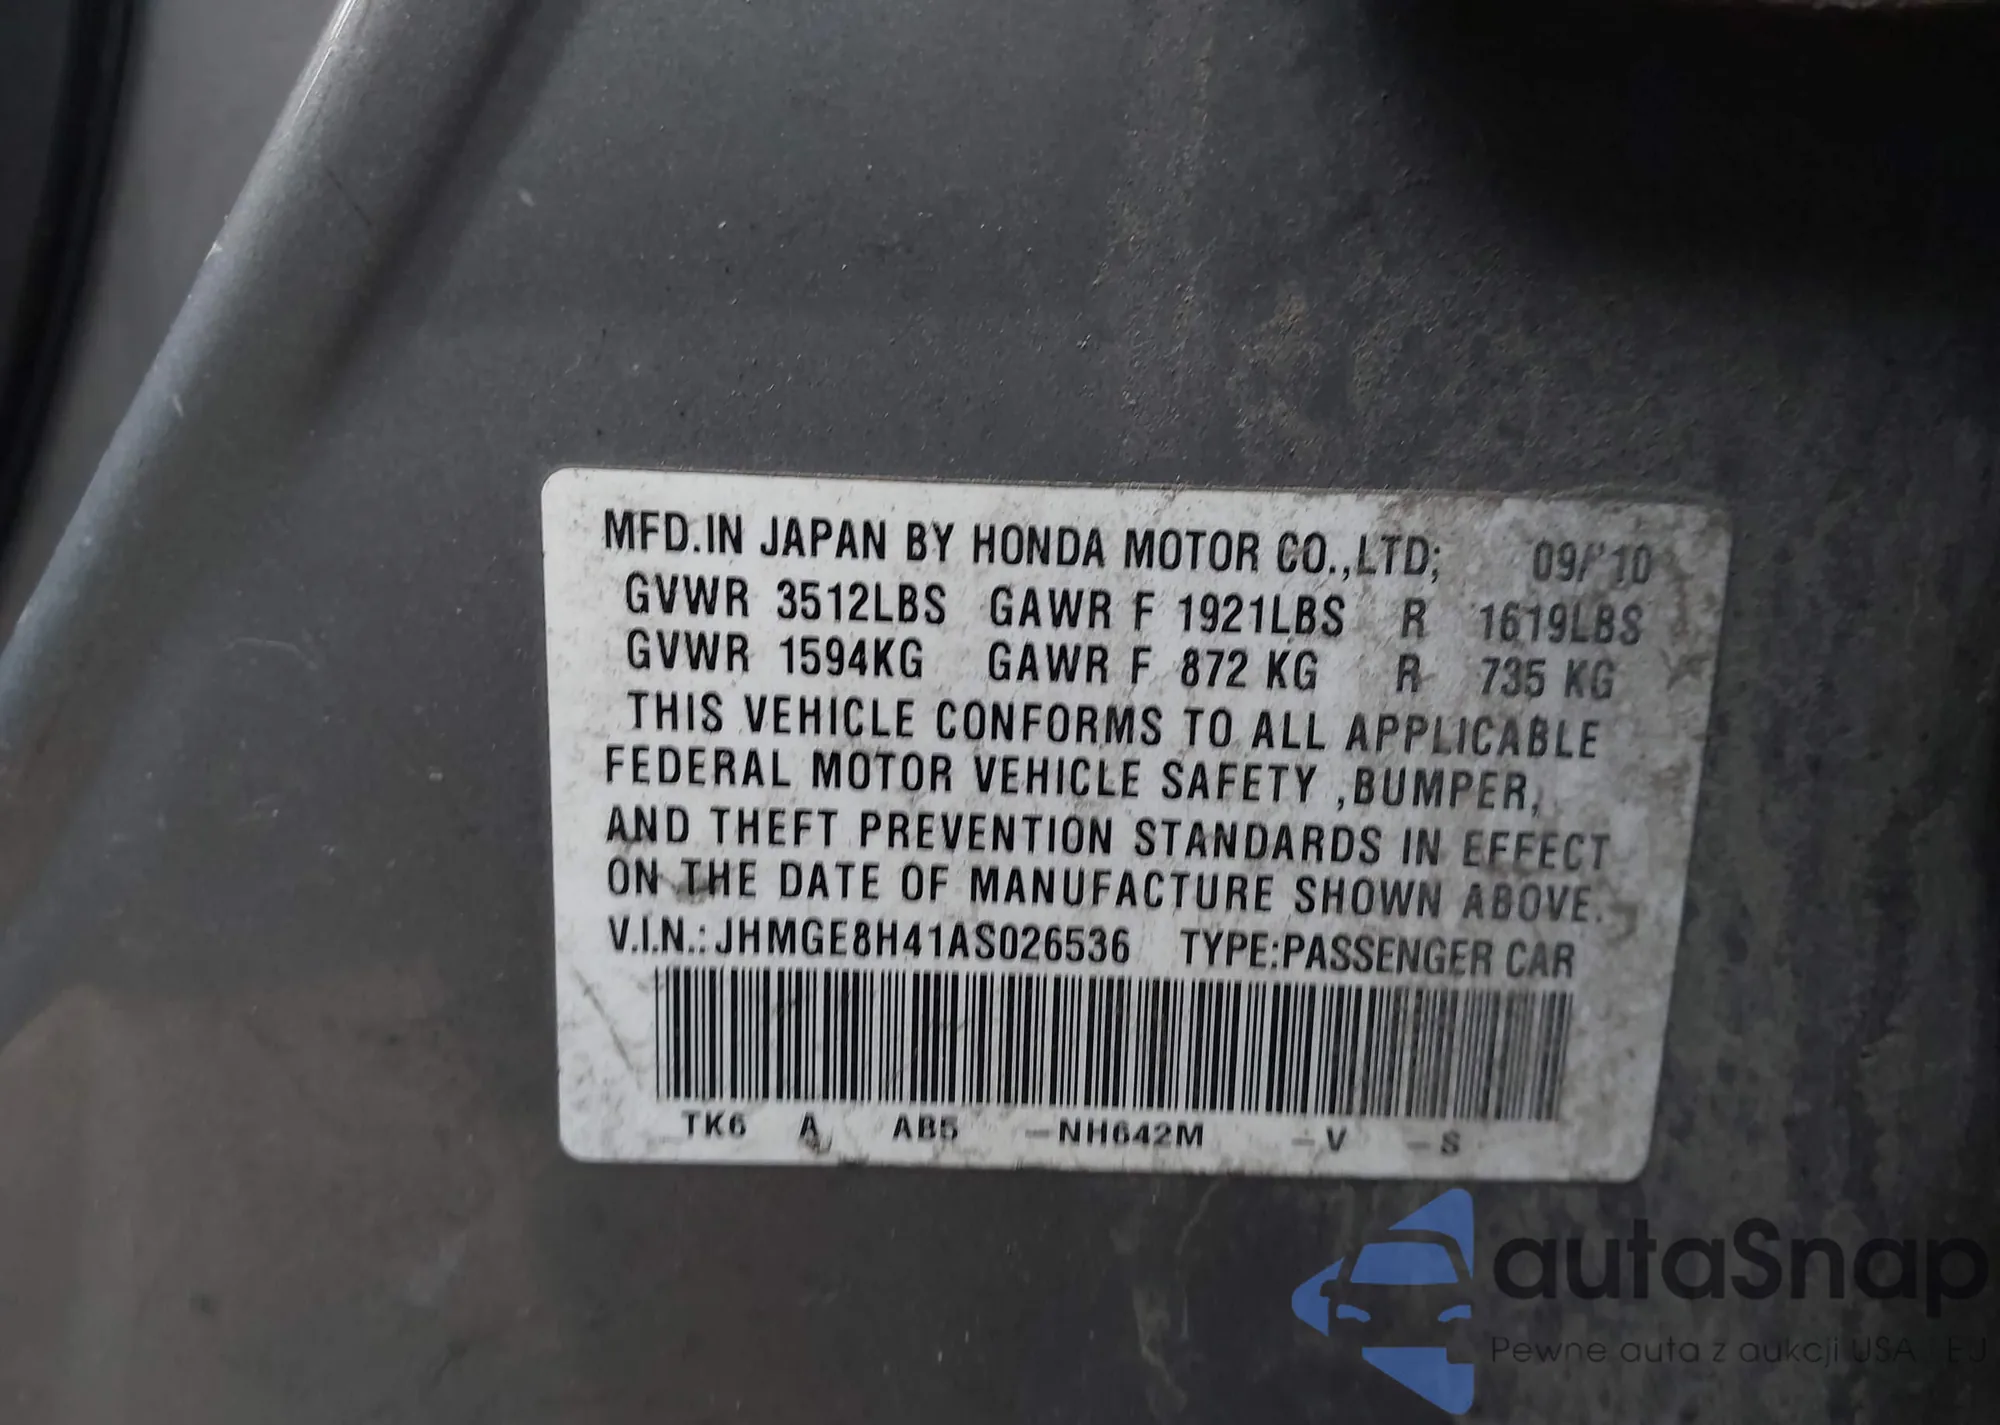 MFD.IN JAPAN BY HONDA MOTOR CO.,LTD; 09/'10
GVWR 3512LBS GAWR F 1921LBS R 1619LBS
GVWR 1594KG GAWR F 872 KG R 735 KG
THIS VEHICLE CONFORMS TO ALL APPLICABLE
FEDERAL MOTOR VEHICLE SAFETY ,BUMPER,
AND THEFT PREVENTION STANDARDS IN EFFECT
ON THE DATE OF MANUFACTURE SHOWN ABOVE.
V.I.N.:JHMGE8H41AS026536 TYPE:PASSENGER CAR
TK6 A AB5 -NH642M -V -S
autaSnap
Pewne auta z aukcji USA i EU